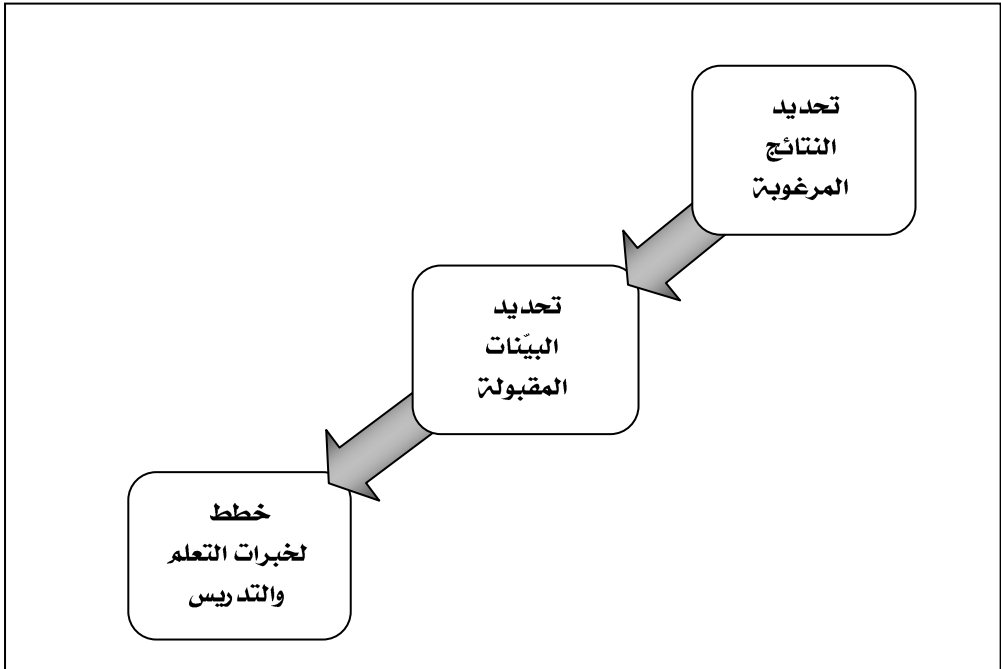 تحديد
النتائج
المرغوبة
تحديد
البيّنات
المقبولة
خطط
لخبرات التعلم
والتدريس